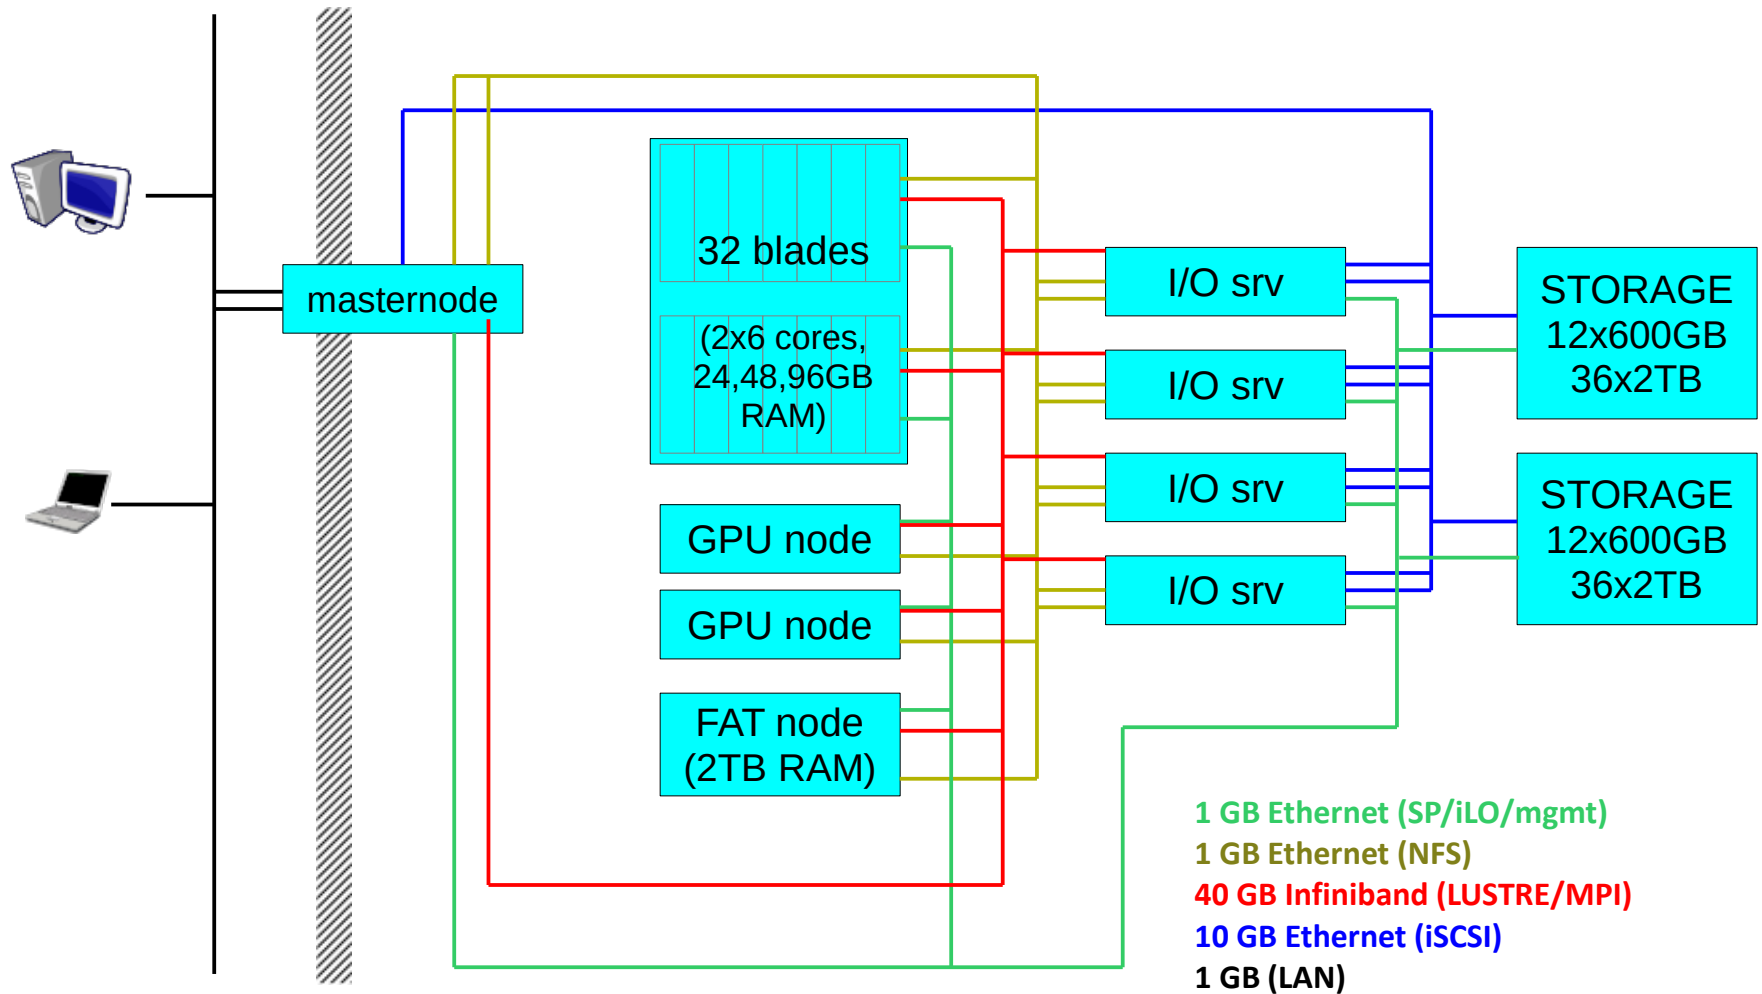 masternode
32 blades
(2x6 cores,
24,48,96GB
RAM)
GPU node
GPU node
FAT node
(2TB RAM)
I/O srv
I/O srv
I/O srv
I/O srv
STORAGE
12x600GB
36x2TB
STORAGE
12x600GB
36x2TB
1 GB Ethernet (SP/iLO/mgmt)
1 GB Ethernet (NFS)
40 GB Infiniband (LUSTRE/MPI)
10 GB Ethernet (iSCSI)
1 GB (LAN)